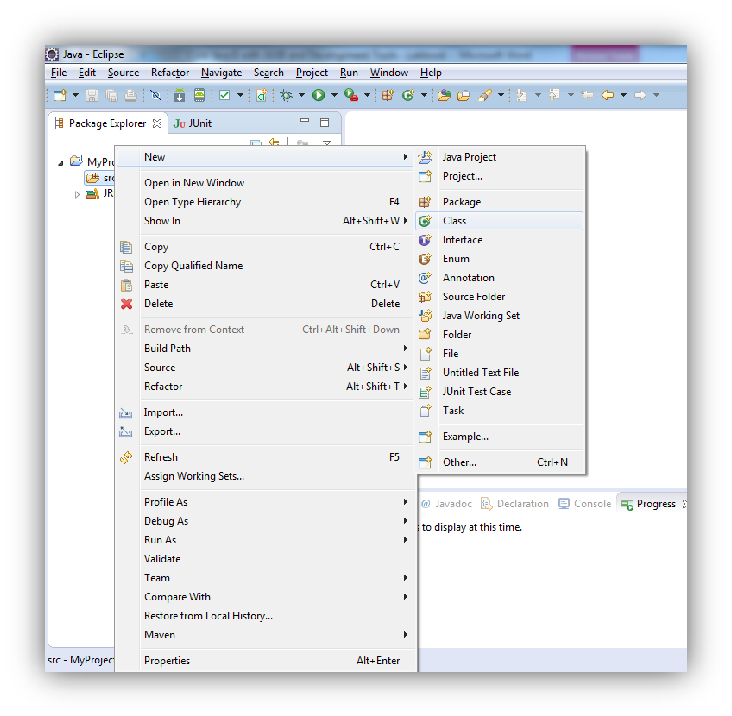 Java - Eclipse
File Edit Source Refactor Navigate Search Project Run Window Help
Package Explorer JUnit
MyPro
src
JR
New
Open in New Window
Open Type Hierarchy F4
Show In Alt+Shift+W
Copy Ctrl+C
Copy Qualified Name
Paste Ctrl+V
Delete Delete
Remove from Context Ctrl+Alt+Shift+Down
Build Path
Source Alt+Shift+S
Refactor Alt+Shift+T
Import...
Export...
Refresh F5
Assign Working Sets...
Profile As
Debug As
Run As
Validate
Team
Compare With
Restore from Local History...
Maven
Properties Alt+Enter
Java Project
Project...
Package
Class
Interface
Enum
Annotation
Source Folder
Java Working Set
Folder
File
Untitled Text File
JUnit Test Case
Task
Example...
Other... Ctrl+N
@ Javadoc Declaration Console Progress
s to display at this time.
src - MyProject